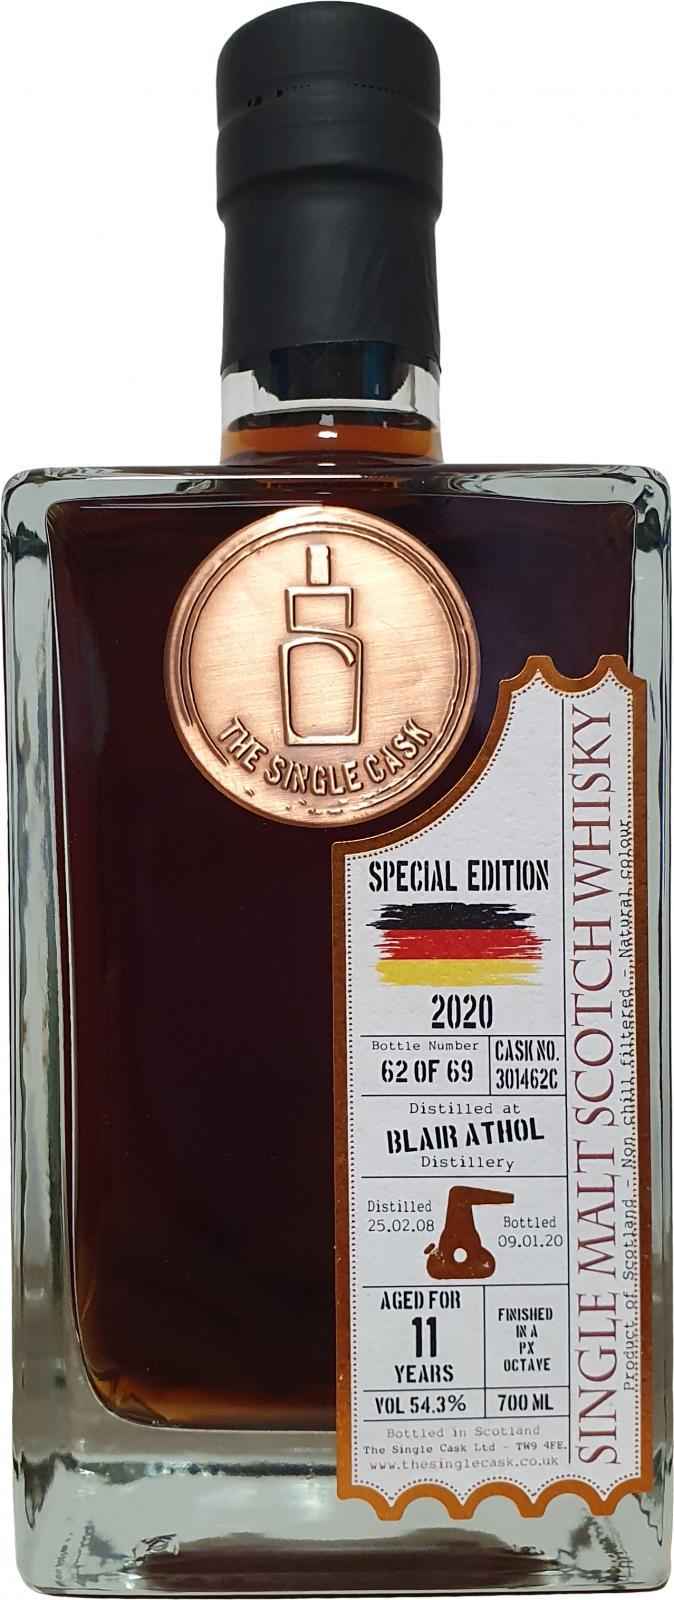 THE SINGLE CASK
SPECIAL EDITION
2020
Bottle Number
62 OF 69
CASK NO.
301462C
Distilled at
BLAIR ATHOL
Distillery
Distilled
25.02.08
Bottled
09.01.20
AGED FOR
11
YEARS
FINISHED
IN A
PX
OCTAVE
VOL 54.3%
700 ML
Bottled in Scotland
The Single Cask Ltd - TW9 4FE.
www.thesinglecask.co.uk
SINGLE MALT SCOTCH WHISKY
Product of Scotland - Non chill filtered - Natural colour